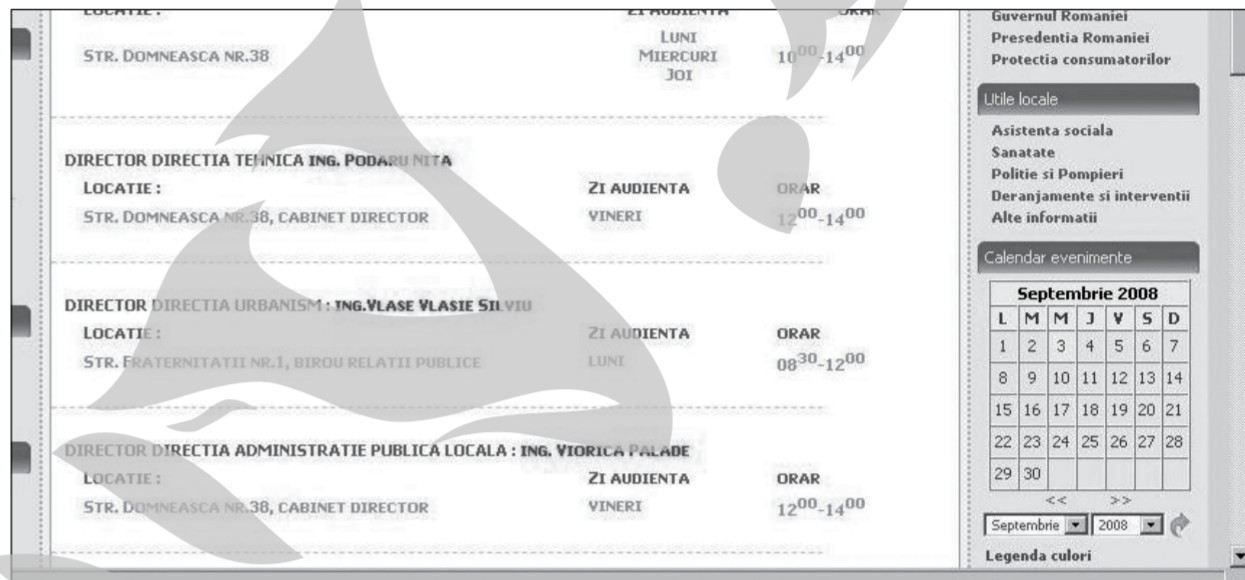 LOCATIE :
ZI AUDIENTA
ORAR
STR. DOMNEASCA NR.38
LUNI
MIERCURI
JOI
10⁰⁰-14⁰⁰
DIRECTOR DIRECTIA TEHNICA ING. PODARU NITA
LOCATIE :
ZI AUDIENTA
ORAR
STR. DOMNEASCA NR.38, CABINET DIRECTOR
VINERI
12⁰⁰-14⁰⁰
DIRECTOR DIRECTIA URBANISM : ING.VLASE VLASIE SILVIU
LOCATIE :
ZI AUDIENTA
ORAR
STR. FRATERNITATII NR.1, BIROU RELATII PUBLICE
LUNI
08³⁰-12⁰⁰
DIRECTOR DIRECTIA ADMINISTRATIE PUBLICA LOCALA : ING. VIORICA PALADE
LOCATIE :
ZI AUDIENTA
ORAR
STR. DOMNEASCA NR.38, CABINET DIRECTOR
VINERI
12⁰⁰-14⁰⁰
Guvernul Romaniei
Presedentia Romaniei
Protectia consumatorilor
Utile locale
Asistenta sociala
Sanatate
Politie si Pompieri
Deranjamente si interventii
Alte informatii
Calendar evenimente
Septembrie 2008
L M M J V S D
1 2 3 4 5 6 7
8 9 10 11 12 13 14
15 16 17 18 19 20 21
22 23 24 25 26 27 28
29 30
<< >>
Septembrie 2008
Legenda culori